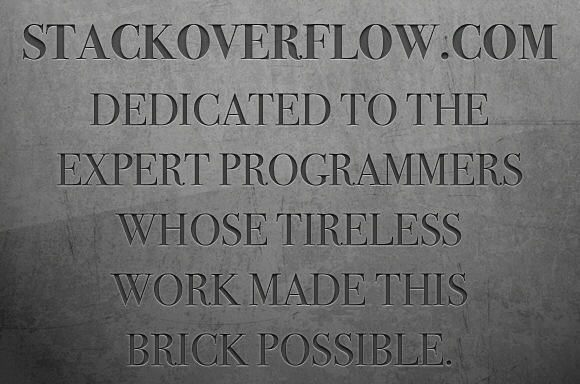 STACKOVERFLOW.COM
DEDICATED TO THE
EXPERT PROGRAMMERS
WHOSE TIRELESS
WORK MADE THIS
BRICK POSSIBLE.